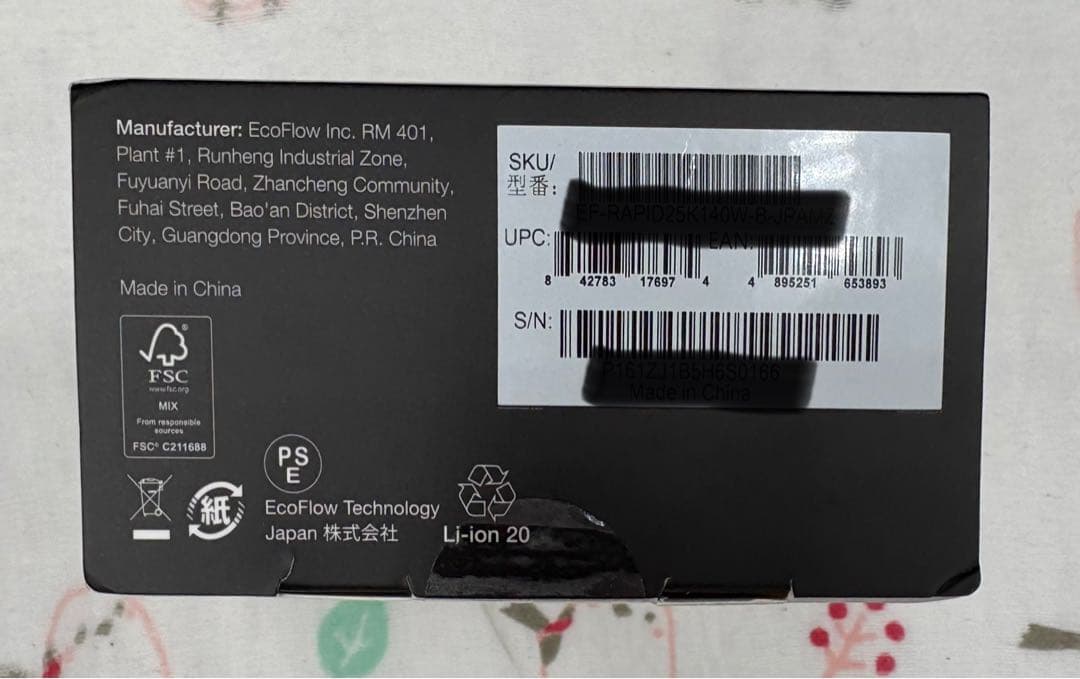 Manufacturer: EcoFlow Inc. RM 401,
Plant #1, Runheng Industrial Zone,
Fuyuanyi Road, Zhancheng Community,
Fuhai Street, Bao'an District, Shenzhen
City, Guangdong Province, P.R. China
Made in China
FSC
www.fsc.org
MIX
From responsible
sources
FSC® C211688
紙
PS
E
EcoFlow Technology
Japan 株式会社
Li-ion 20
SKU/
型番:
EF-RAPID25K140W-B-JPAMZ
UPC: EAN:
8 42783 17697 4 4 895251 653893
S/N:
Made in China